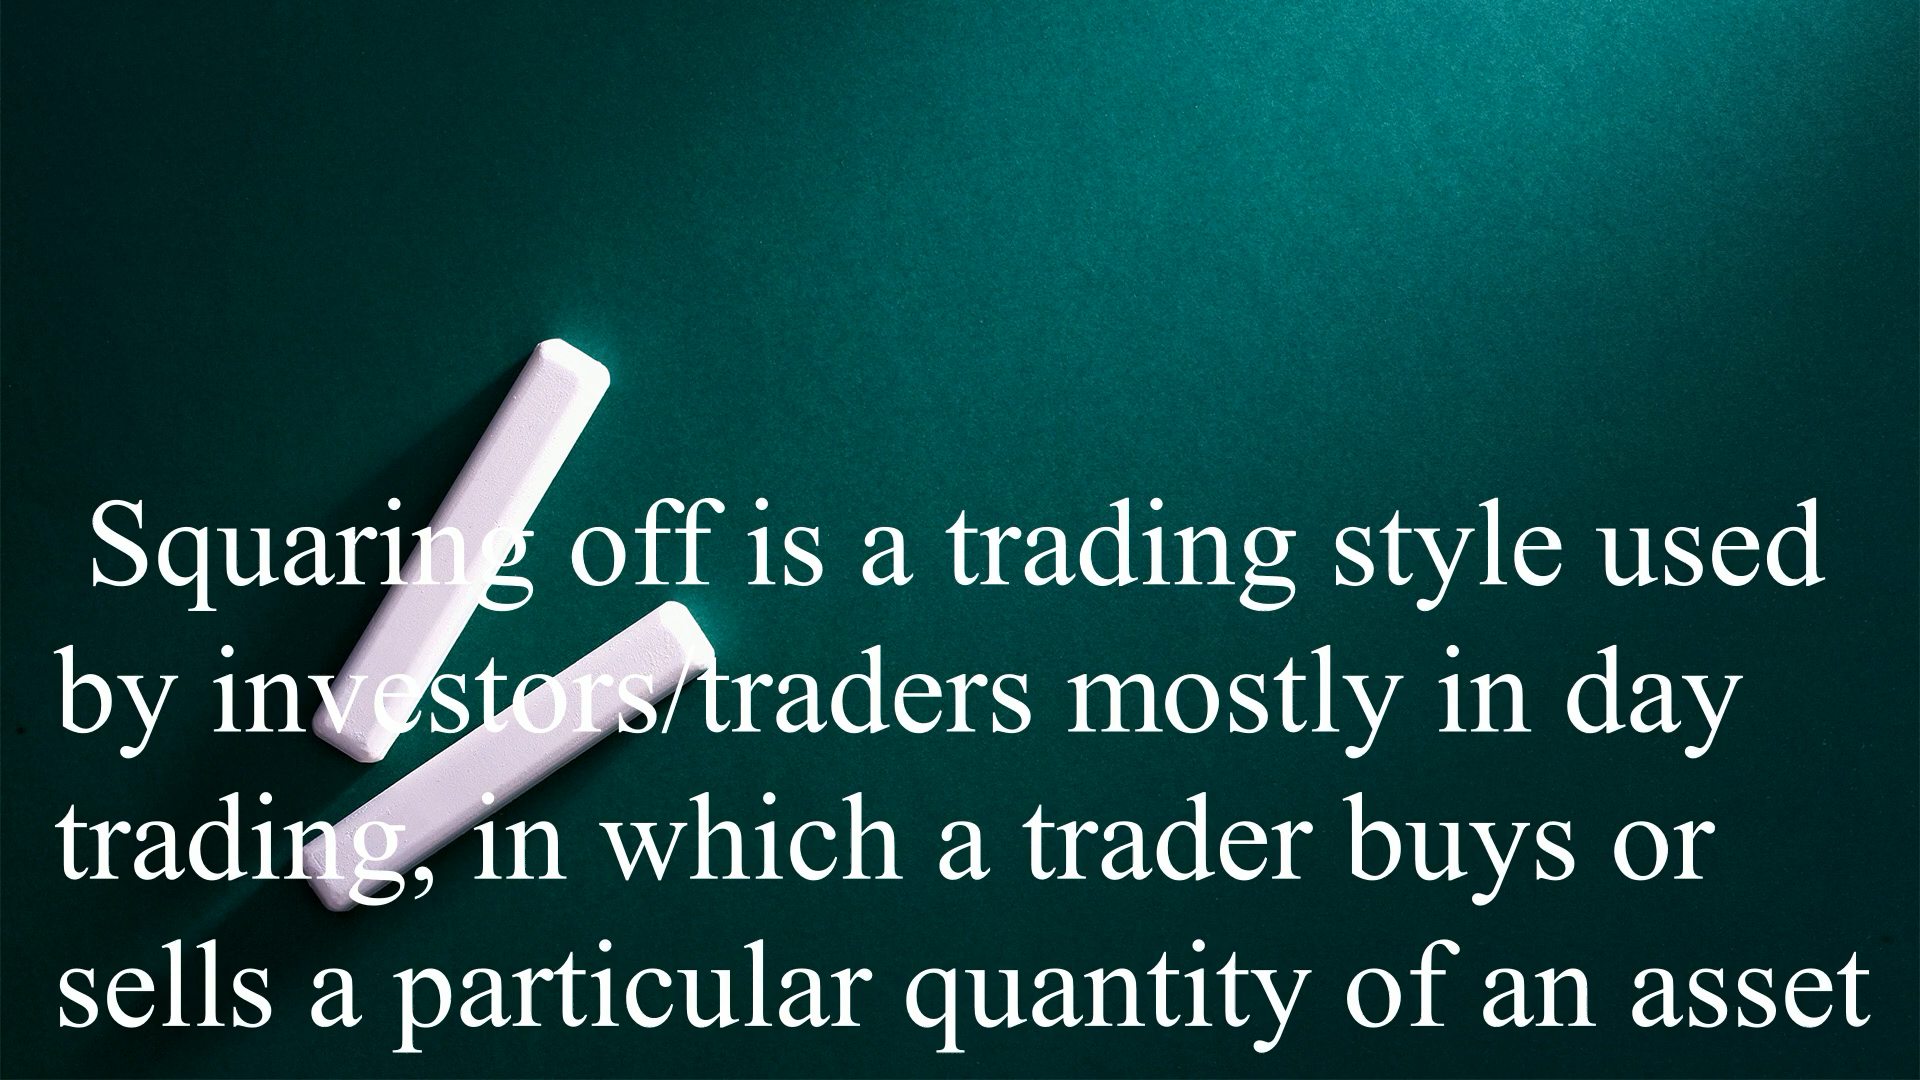 Squaring off is a trading style used
by investors/traders mostly in day
trading, in which a trader buys or
sells a particular quantity of an asset